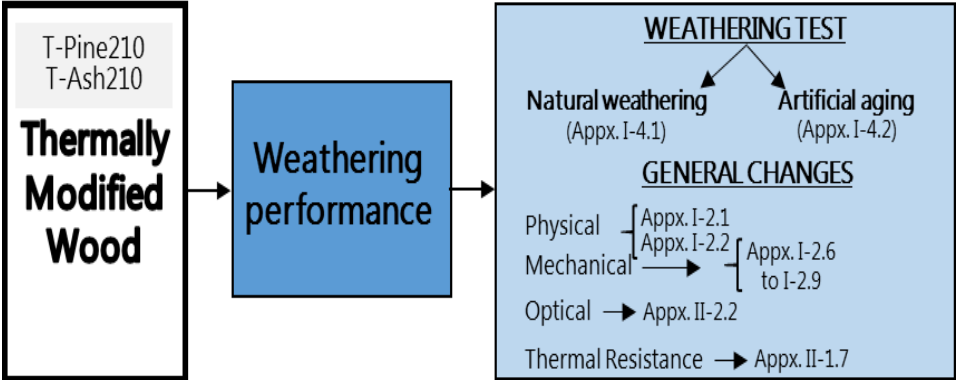 T-Pine210
T-Ash210
Thermally
Modified
Wood
Weathering
performance
WEATHERING TEST
Natural weathering
(Appx. I-4.1)
Artificial aging
(Appx. I-4.2)
GENERAL CHANGES
Physical
Appx. I-2.1
Appx. I-2.2
Mechanical
Appx. I-2.6
to I-2.9
Optical
Appx. II-2.2
Thermal Resistance
Appx. II-1.7